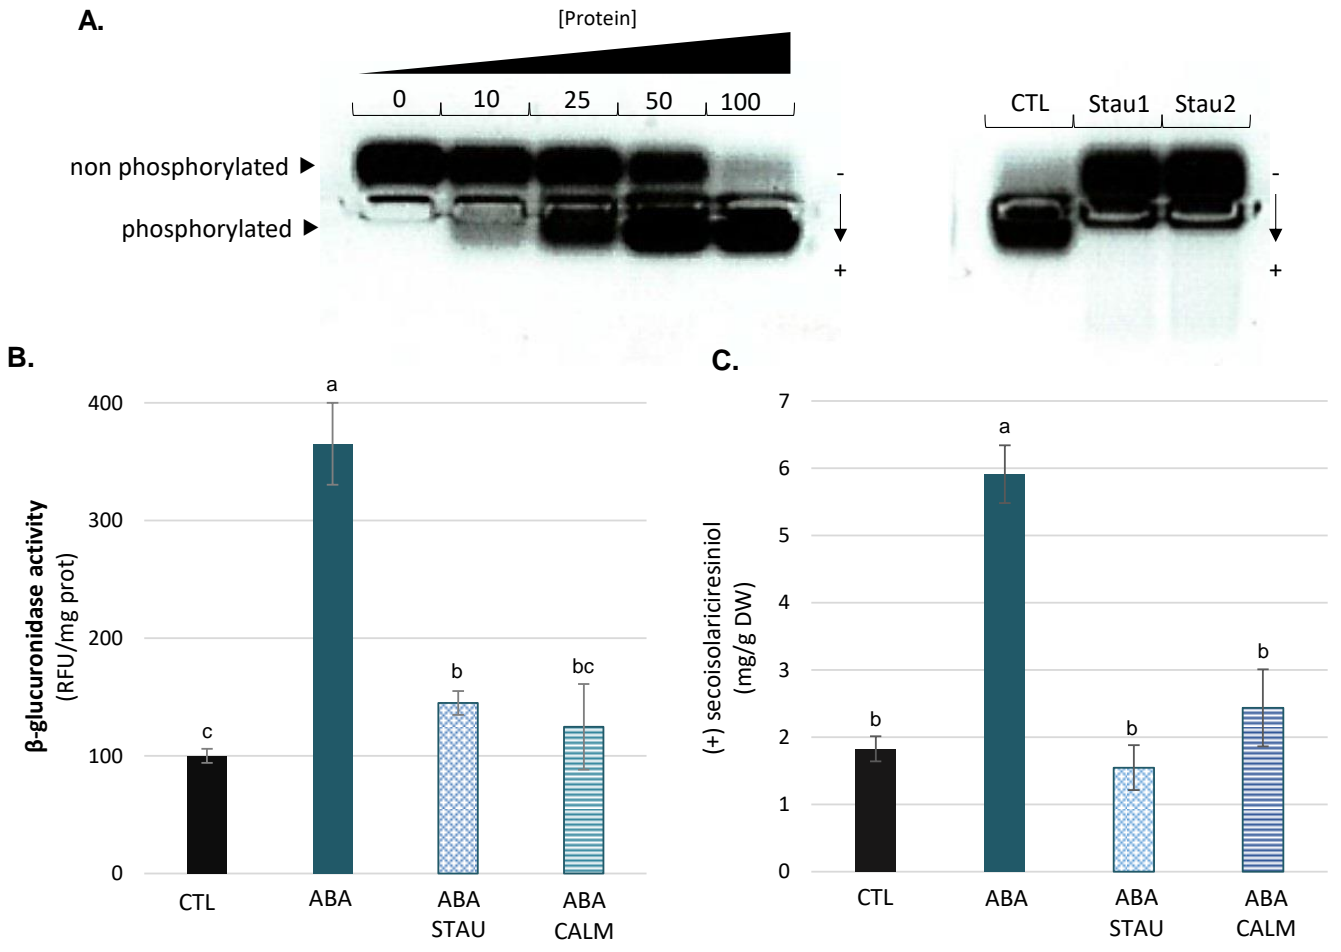 A.
[Protein]
0 10 25 50 100
CTL Stau1 Stau2
non phosphorylated
phosphorylated
-
+
-
+
B.
β-glucuronidase activity
(RFU/mg prot)
400
300
200
100
0
a
b
bc
c
CTL
ABA
ABA
STAU
ABA
CALM
C.
(+) secoisolariciresiniol
(mg/g DW)
7
6
5
4
3
2
1
0
a
b
b
b
CTL
ABA
ABA
STAU
ABA
CALM